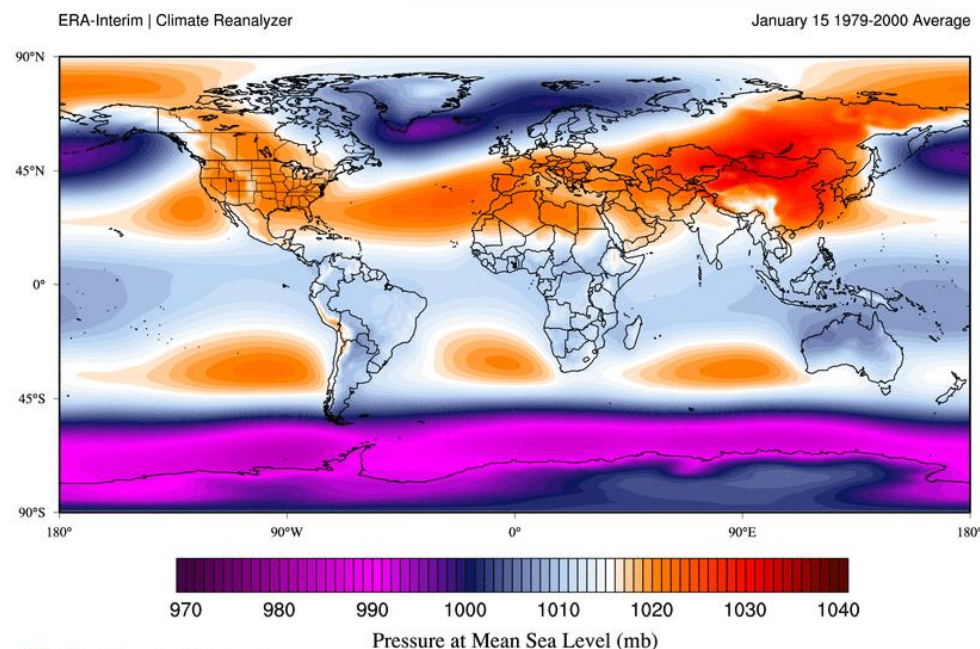 ERA-Interim | Climate Reanalyzer
January 15 1979-2000 Average
90°N
45°N
0°
45°S
90°S
180°
90°W
0°
90°E
180°
970
980
990
1000
1010
1020
1030
1040
Pressure at Mean Sea Level (mb)